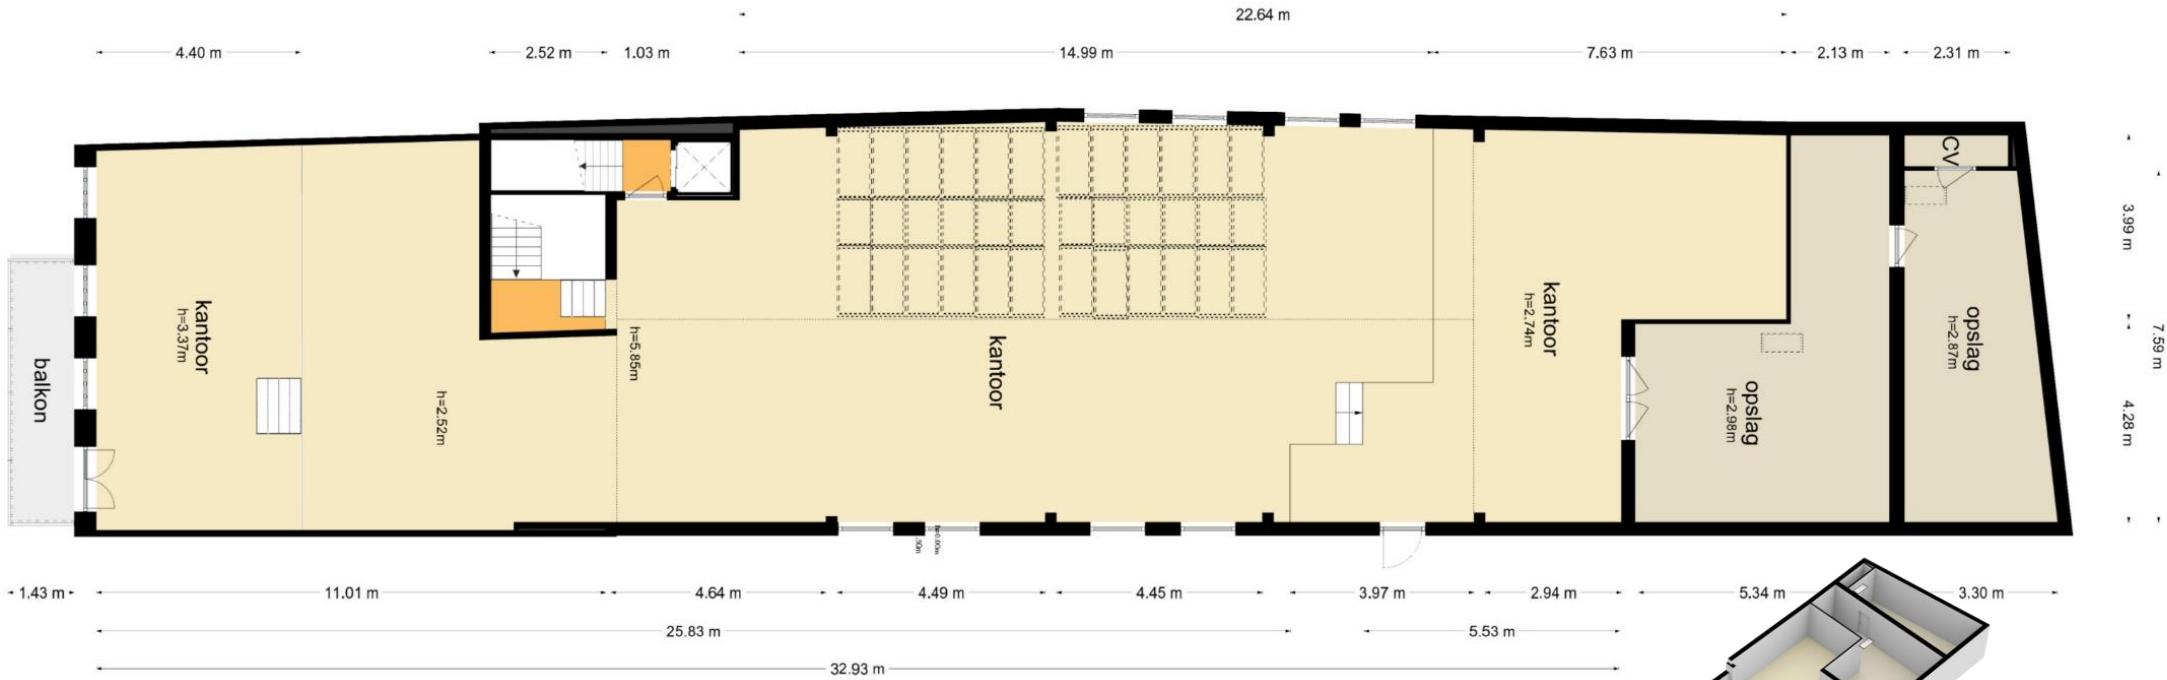 22.64 m
4.40 m
2.52 m
1.03 m
14.99 m
7.63 m
2.13 m
2.31 m
CV
3.99 m
7.59 m
4.28 m
kantoor
h=3.37m
balkon
h=2.52m
h=5.85m
kantoor
kantoor
h=2.74m
opslag
h=2.98m
opslag
h=2.87m
1.43 m
11.01 m
4.64 m
4.49 m
4.45 m
3.97 m
2.94 m
5.34 m
3.30 m
25.83 m
5.53 m
32.93 m